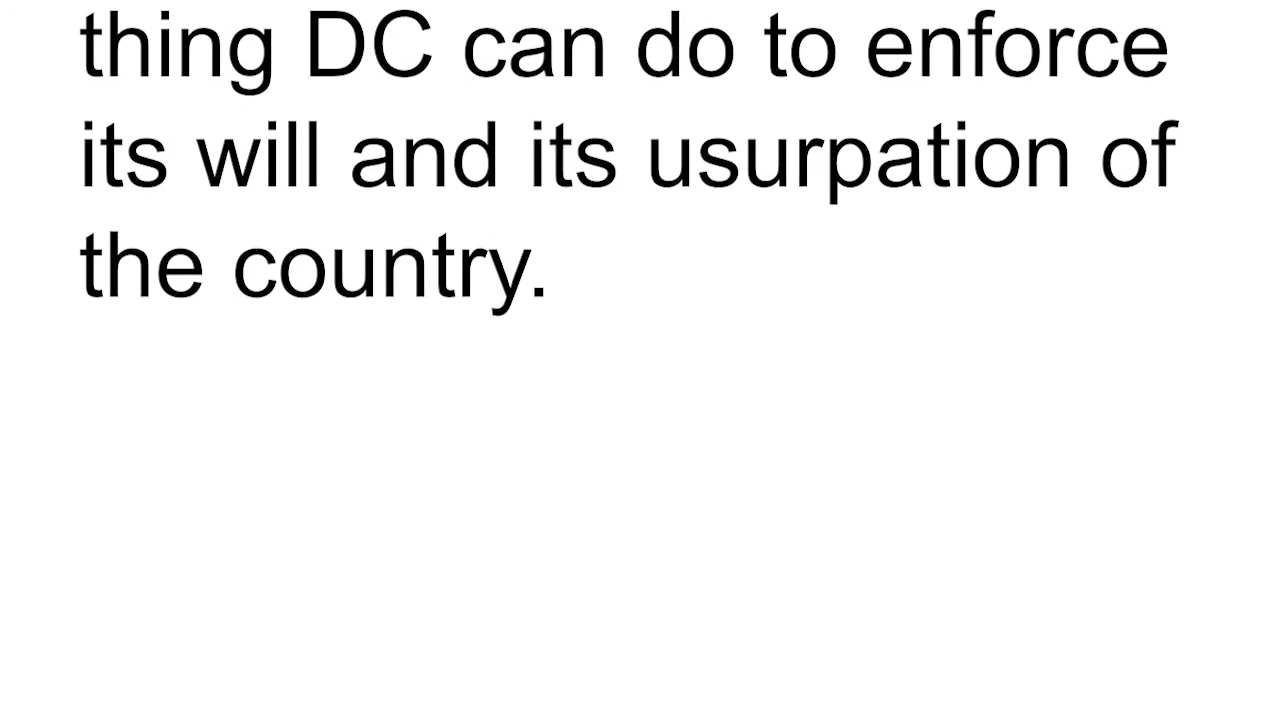 thing DC can do to enforce
its will and its usurpation of
the country.